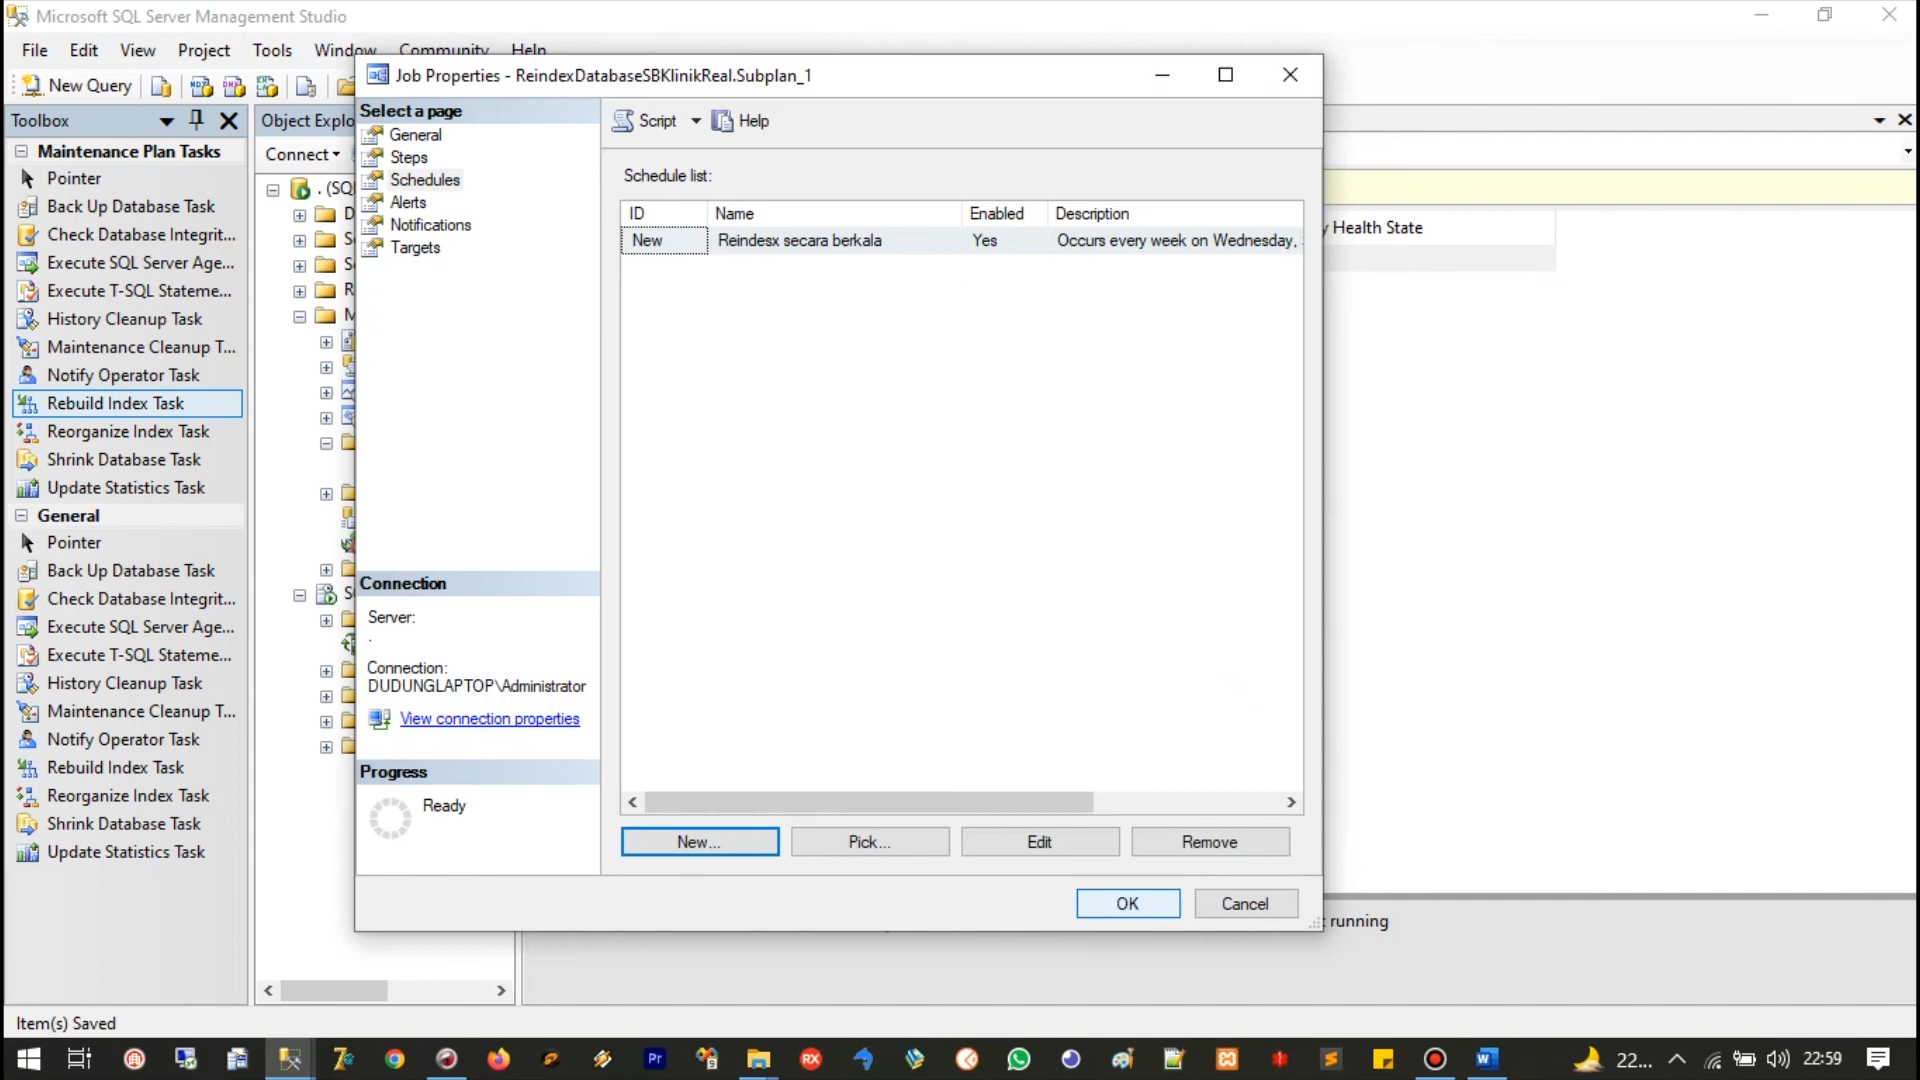 Microsoft SQL Server Management Studio
File Edit View Project Tools Window Community Help
New Query
Toolbox
Maintenance Plan Tasks
Pointer
Back Up Database Task
Check Database Integrit...
Execute SQL Server Age...
Execute T-SQL Stateme...
History Cleanup Task
Maintenance Cleanup T...
Notify Operator Task
Rebuild Index Task
Reorganize Index Task
Shrink Database Task
Update Statistics Task
General
Pointer
Back Up Database Task
Check Database Integrit...
Execute SQL Server Age...
Execute T-SQL Stateme...
History Cleanup Task
Maintenance Cleanup T...
Notify Operator Task
Rebuild Index Task
Reorganize Index Task
Shrink Database Task
Update Statistics Task
Object Explo
Connect
. (SQ
D
S
S
R
M
S
Job Properties - ReindexDatabaseSBKlinikReal.Subplan_1
Select a page
General
Steps
Schedules
Alerts
Notifications
Targets
Connection
Server:
.
Connection:
DUDUNGLAPTOP\Administrator
View connection properties
Progress
Ready
Script Help
Schedule list:
ID Name Enabled Description
New Reindesx secara berkala Yes Occurs every week on Wednesday,
New... Pick... Edit Remove
OK Cancel
y Health State
running
Item(s) Saved
22... 22:59